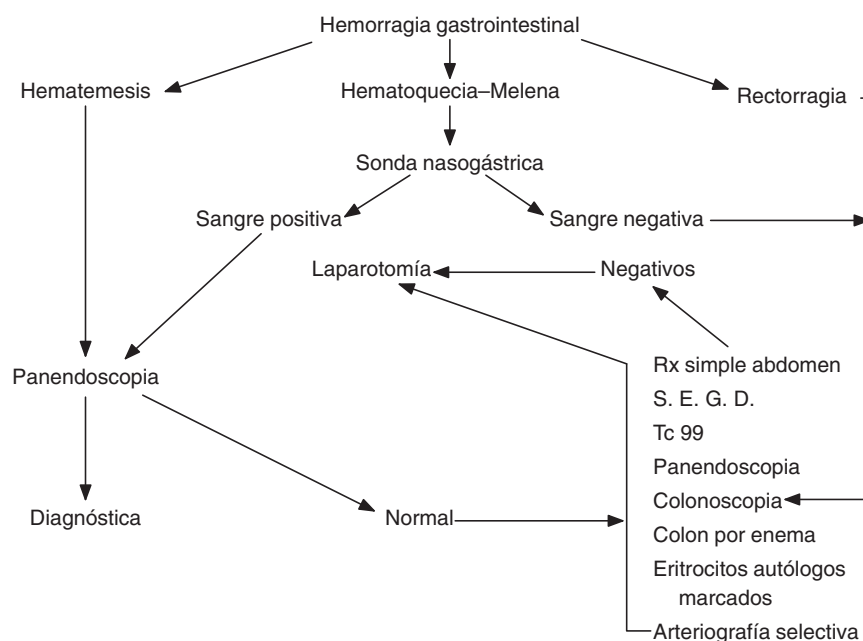 Hemorragia gastrointestinal
Hematemesis
Hematoquecia–Melena
Rectorragia
Sonda nasogástrica
Sangre positiva
Sangre negativa
Laparotomía
Negativos
Panendoscopia
Rx simple abdomen
S. E. G. D.
Tc 99
Panendoscopia
Colonoscopia
Colon por enema
Eritrocitos autólogos
marcados
Arteriografía selectiva
Diagnóstica
Normal